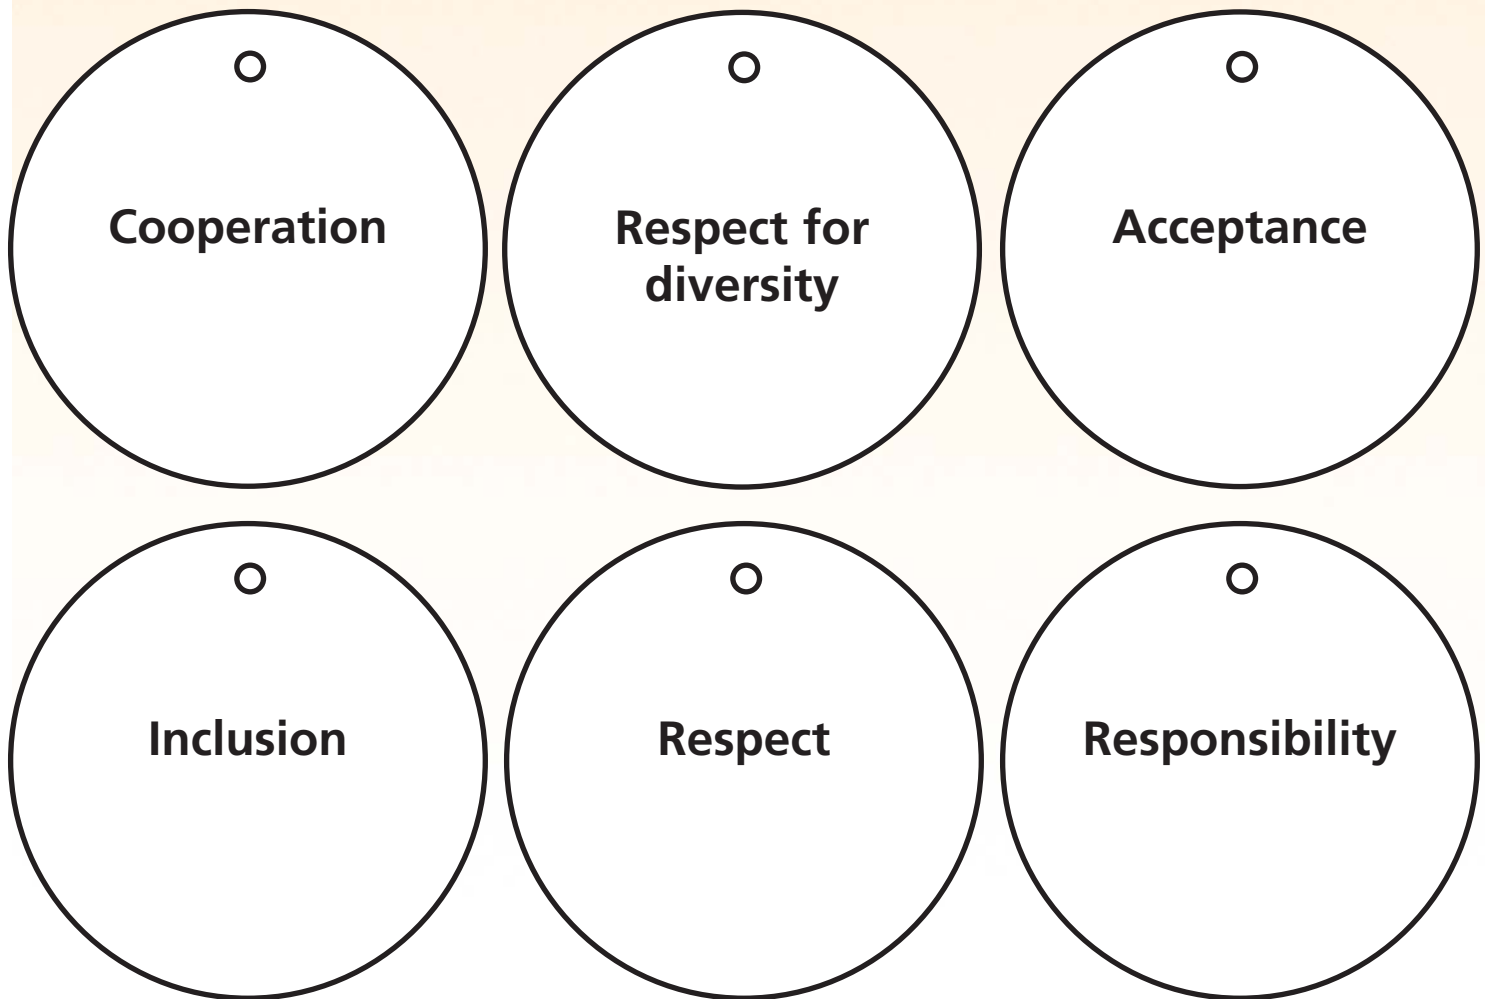 Cooperation
Respect for
diversity
Acceptance
Inclusion
Respect
Responsibility